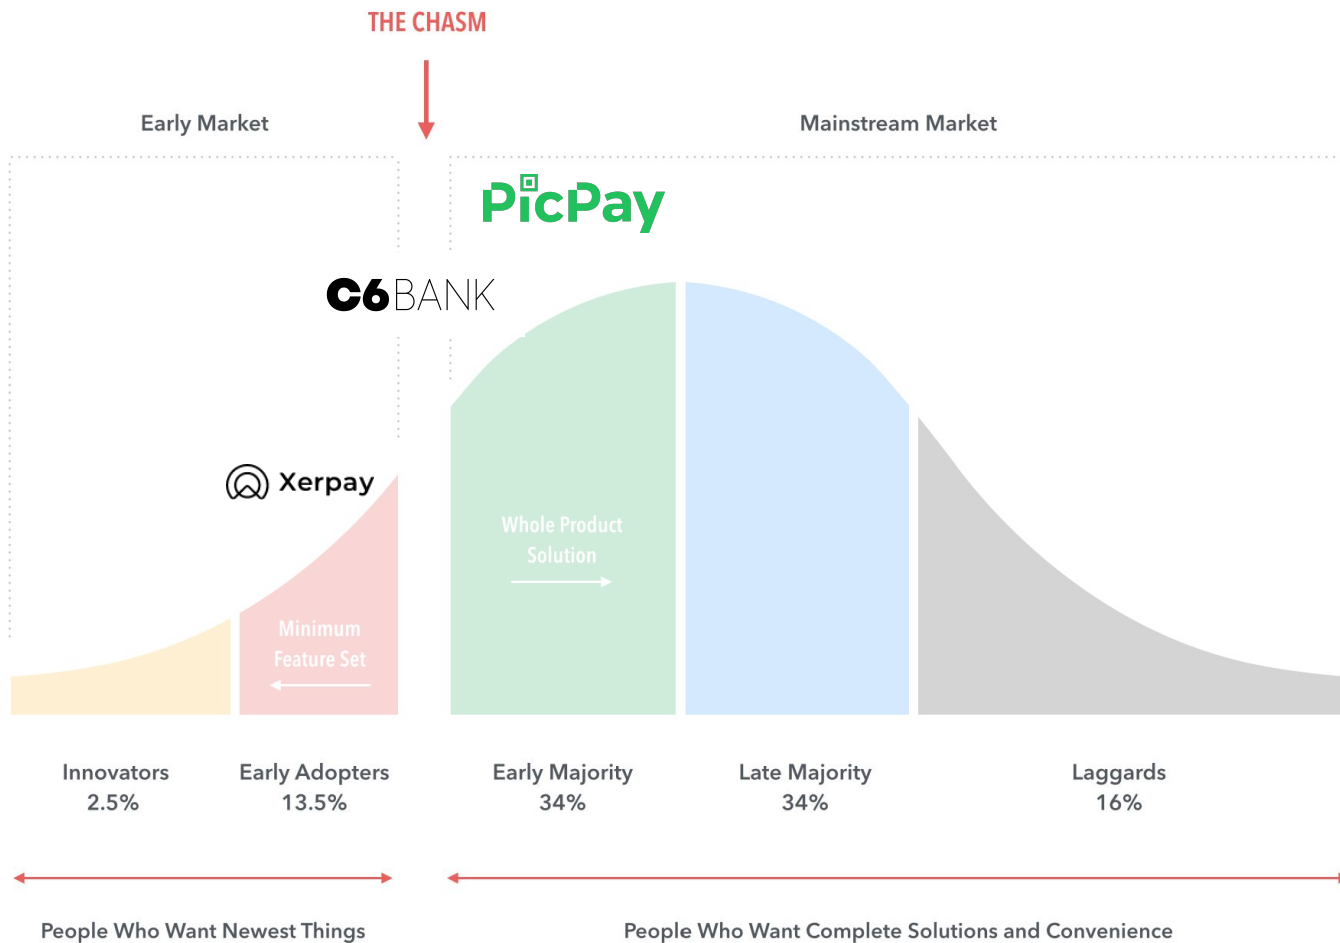 THE CHASM
Early Market
Mainstream Market
PicPay
C6BANK
Xerpay
Whole Product
Solution
Minimum
Feature Set
Innovators
2.5%
Early Adopters
13.5%
Early Majority
34%
Late Majority
34%
Laggards
16%
People Who Want Newest Things
People Who Want Complete Solutions and Convenience